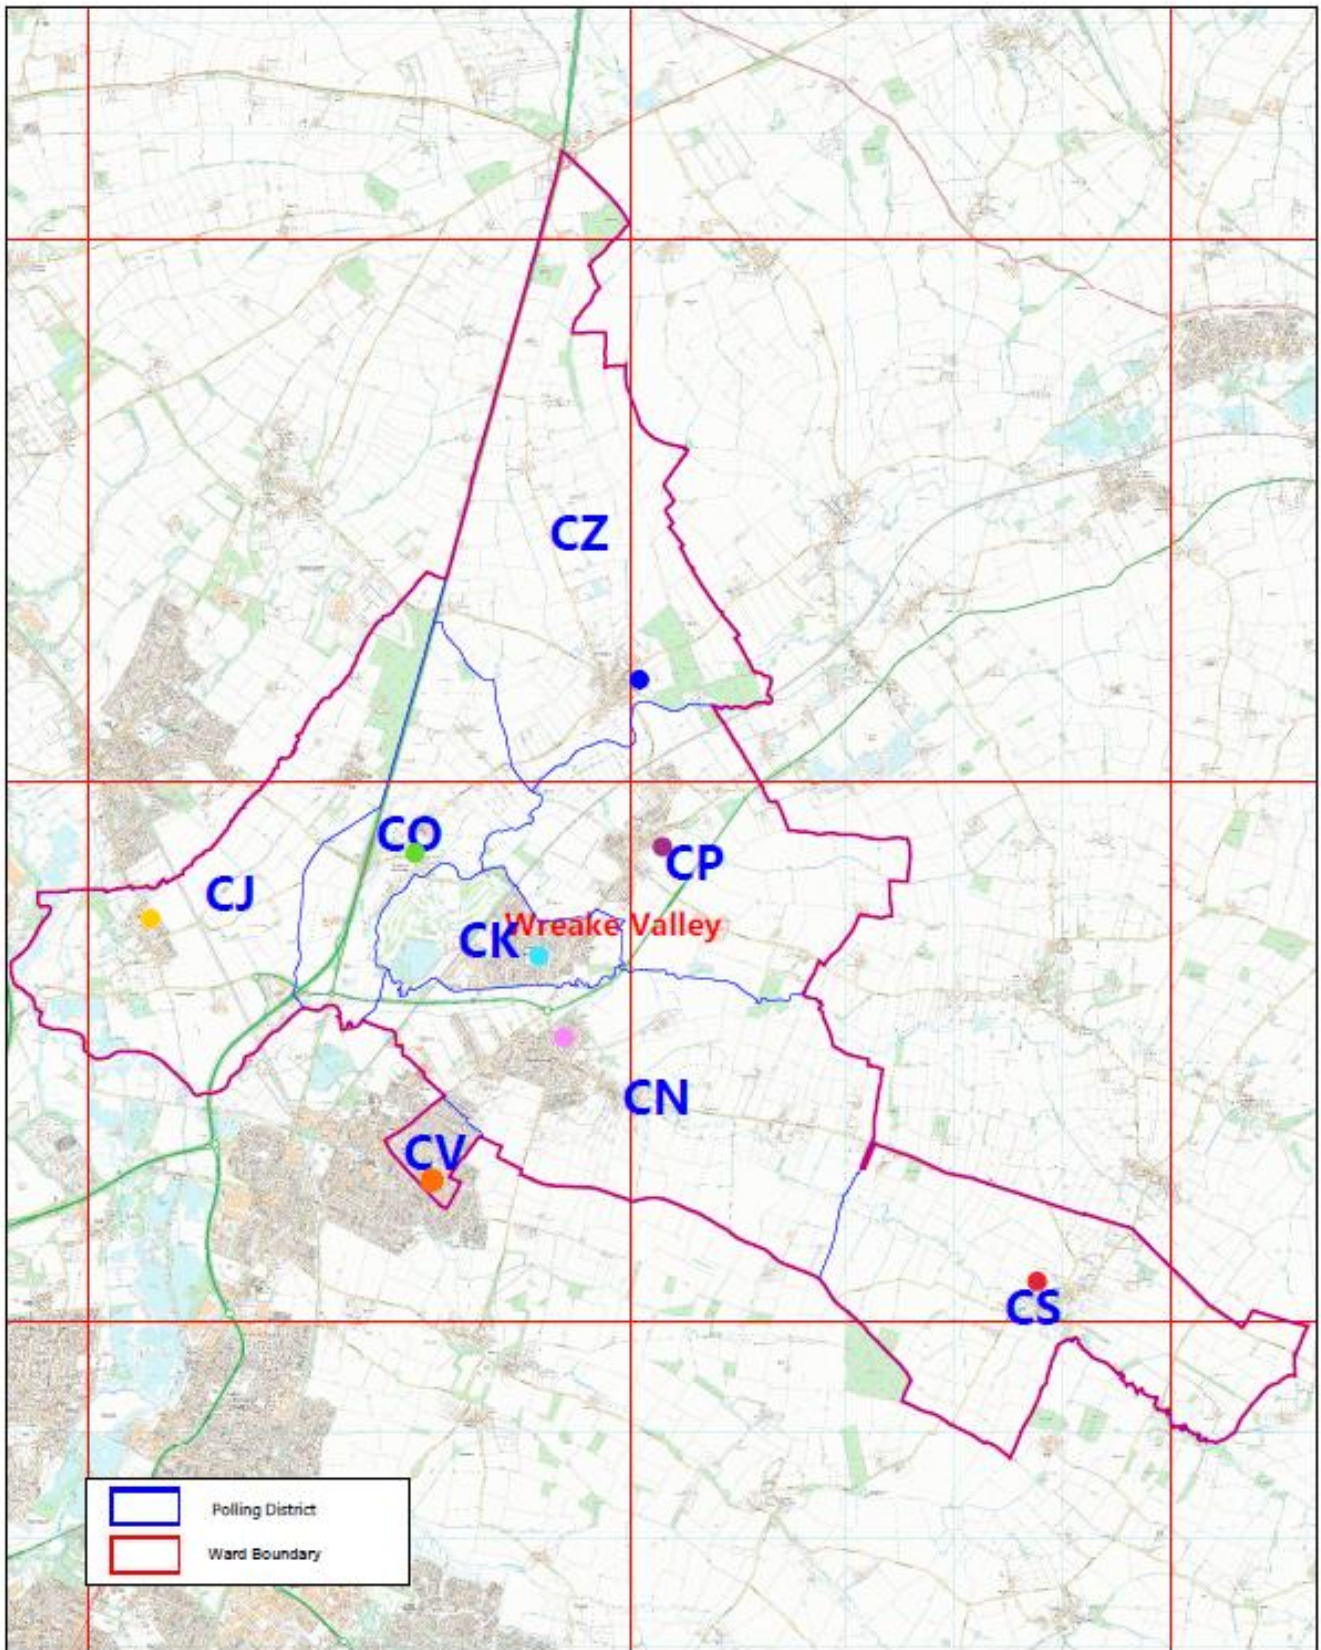 CZ
CO
CP
CJ
Wreake Valley
CK
CN
CV
CS
Polling District
Ward Boundary